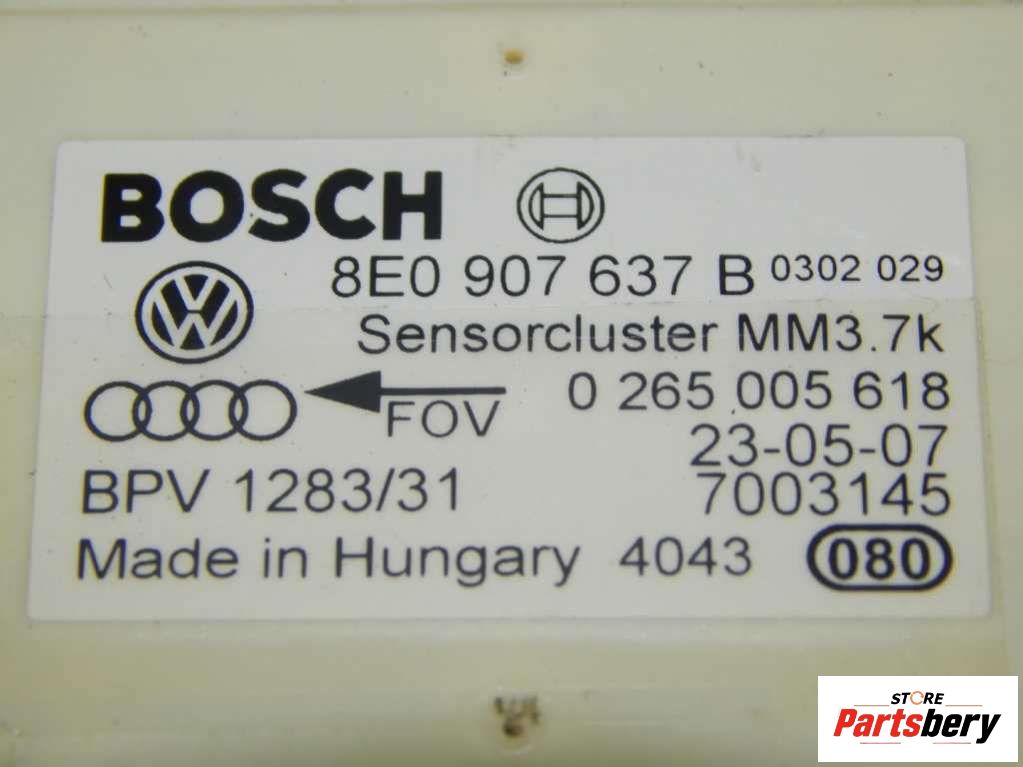 BOSCH
8E0 907 637 B 0302 029
Sensorcluster MM3.7k
FOV 0 265 005 618
23-05-07
BPV 1283/31 7003145
Made in Hungary 4043 080
STORE
Partsbery